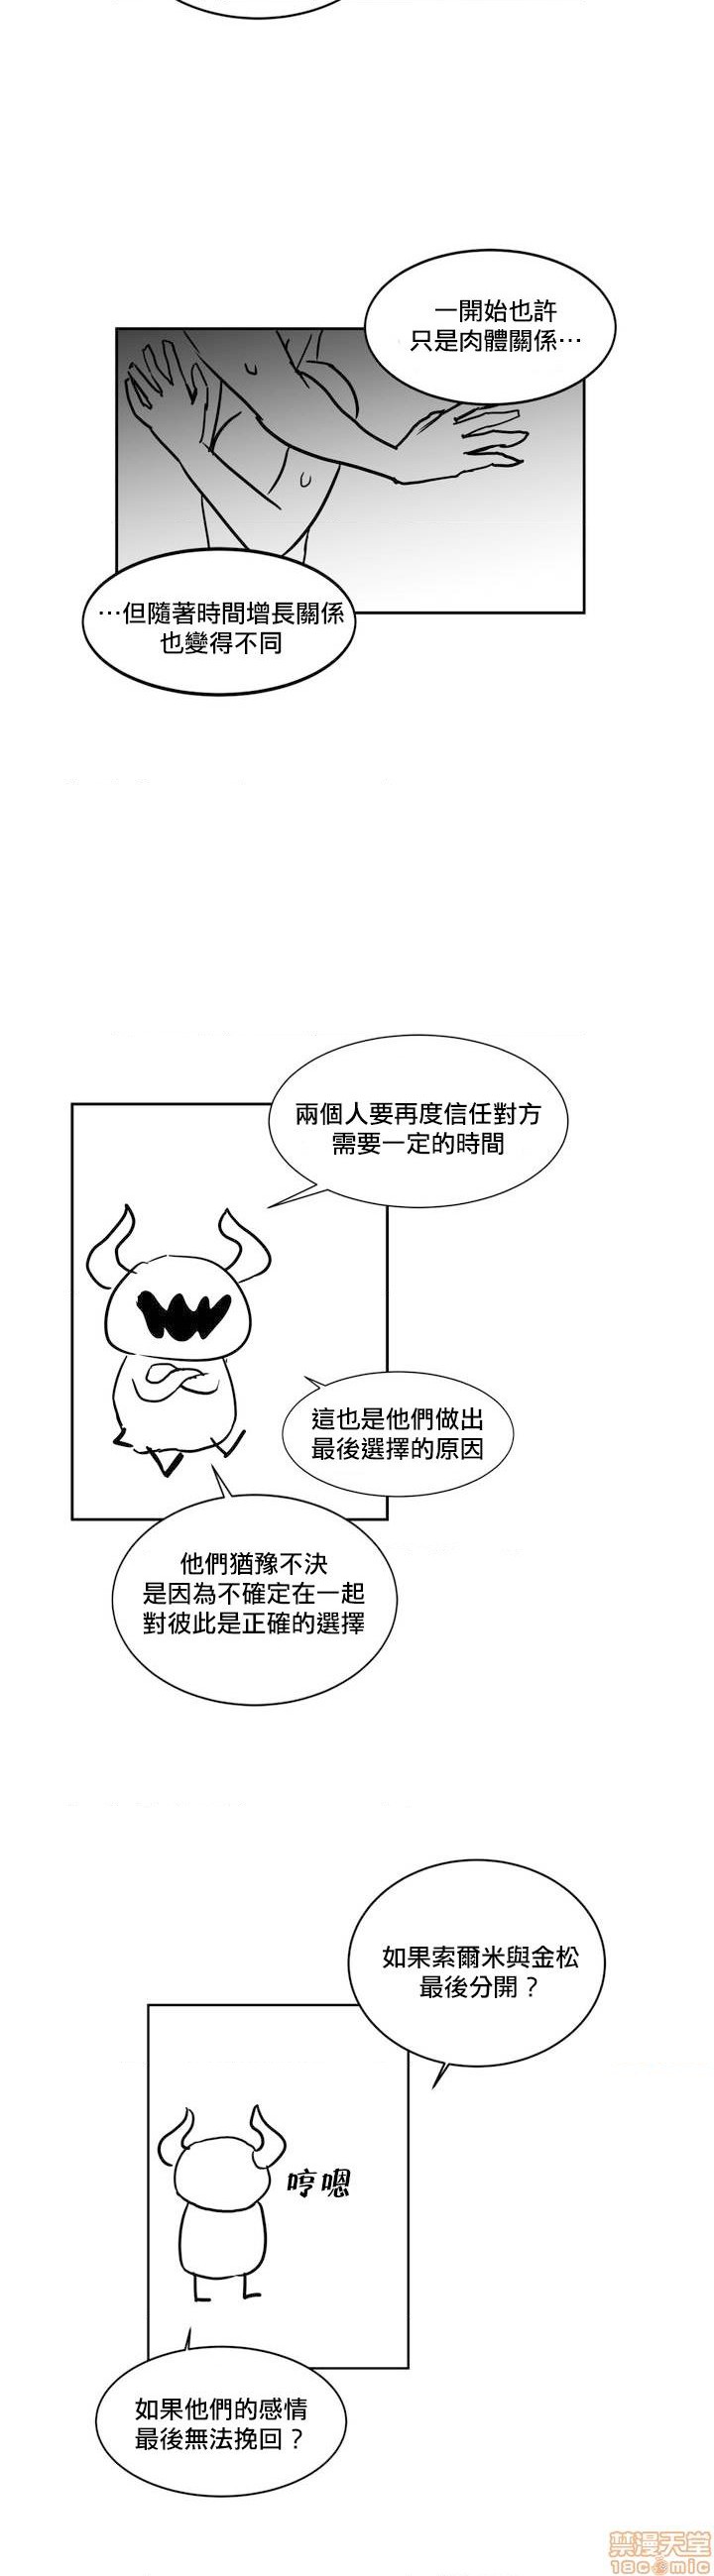 一開始也許
只是肉體關係⋯
⋯但隨著時間增長關係
也變得不同
兩個人要再度信任對方
需要一定的時間
這也是他們做出
最後選擇的原因
他們猶豫不決
是因為不確定在一起
對彼此是正確的選擇
如果索爾米與金松
最後分開？
哼嗯
如果他們的感情
最後無法挽回？
禁漫天堂
18comic